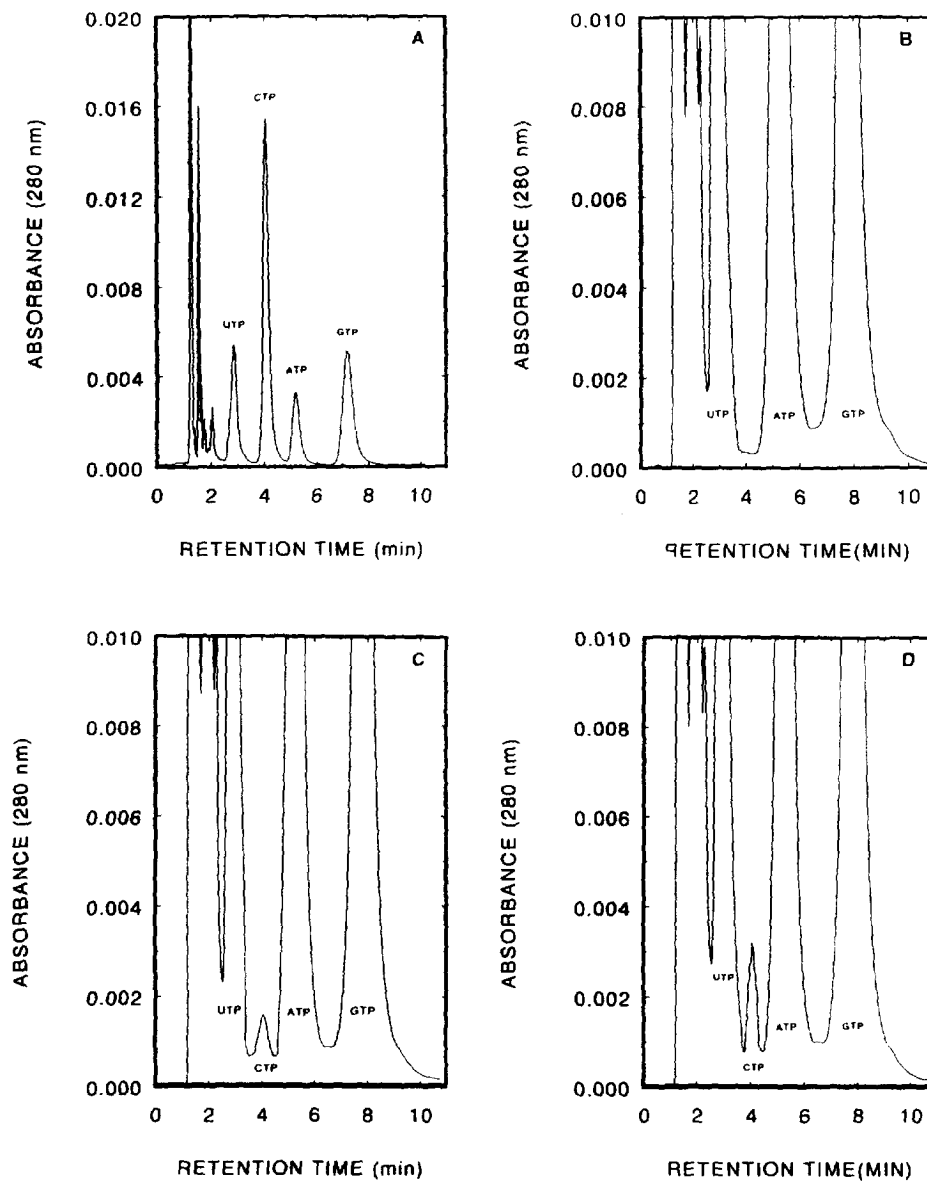 A
0.020
0.016
0.012
0.008
0.004
0.000
ABSORBANCE (280 nm)
UTP
CTP
ATP
GTP
0 2 4 6 8 10
RETENTION TIME (min)
B
0.010
0.008
0.006
0.004
0.002
0.000
ABSORBANCE (280 nm)
UTP
ATP
GTP
0 2 4 6 8 10
RETENTION TIME(MIN)
C
0.010
0.008
0.006
0.004
0.002
0.000
ABSORBANCE (280 nm)
UTP
CTP
ATP
GTP
0 2 4 6 8 10
RETENTION TIME (min)
D
0.010
0.008
0.006
0.004
0.002
0.000
ABSORBANCE (280 nm)
UTP
CTP
ATP
GTP
0 2 4 6 8 10
RETENTION TIME(MIN)